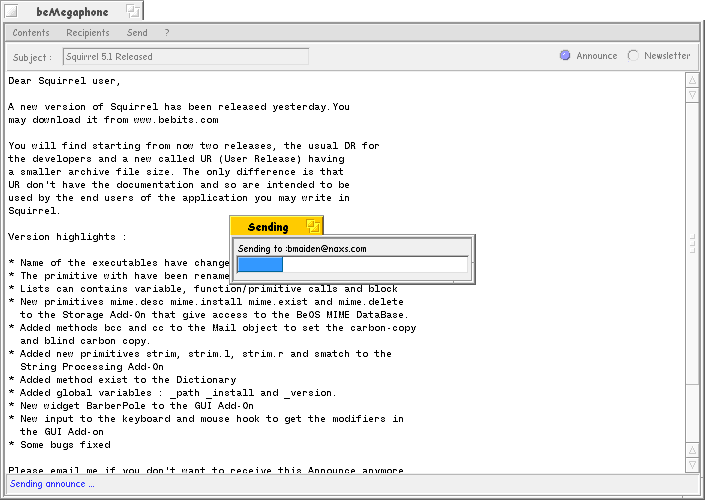 beMegaphone
Contents Recipients Send ?
Subject : Squirrel 5.1 Released Announce Newsletter
Dear Squirrel user,
A new version of Squirrel has been released yesterday.You
may download it from www.bebits.com
You will find starting from now two releases, the usual DR for
the developers and a new called UR (User Release) having
a smaller archive file size. The only difference is that
UR don't have the documentation and so are intended to be
used by the end users of the application you may write in
Squirrel.
Sending
Version highlights :
Sending to :bmaiden@naxs.com
* Name of the executables have change
* The primitive with have been rename
* Lists can contains variable, function/primitive calls and block
* New primitives mime.desc mime.install mime.exist and mime.delete
to the Storage Add-On that give access to the BeOS MIME DataBase.
* Added methods bcc and cc to the Mail object to set the carbon-copy
and blind carbon copy.
* Added new primitives strim, strim.l, strim.r and smatch to the
String Processing Add-On
* Added method exist to the Dictionary
* Added global variables : _path _install and _version.
* New widget BarberPole to the GUI Add-On
* New input to the keyboard and mouse hook to get the modifiers in
the GUI Add-on
* Some bugs fixed
Please email me if you don't want to receive this Announce anymore
Sending announce ...